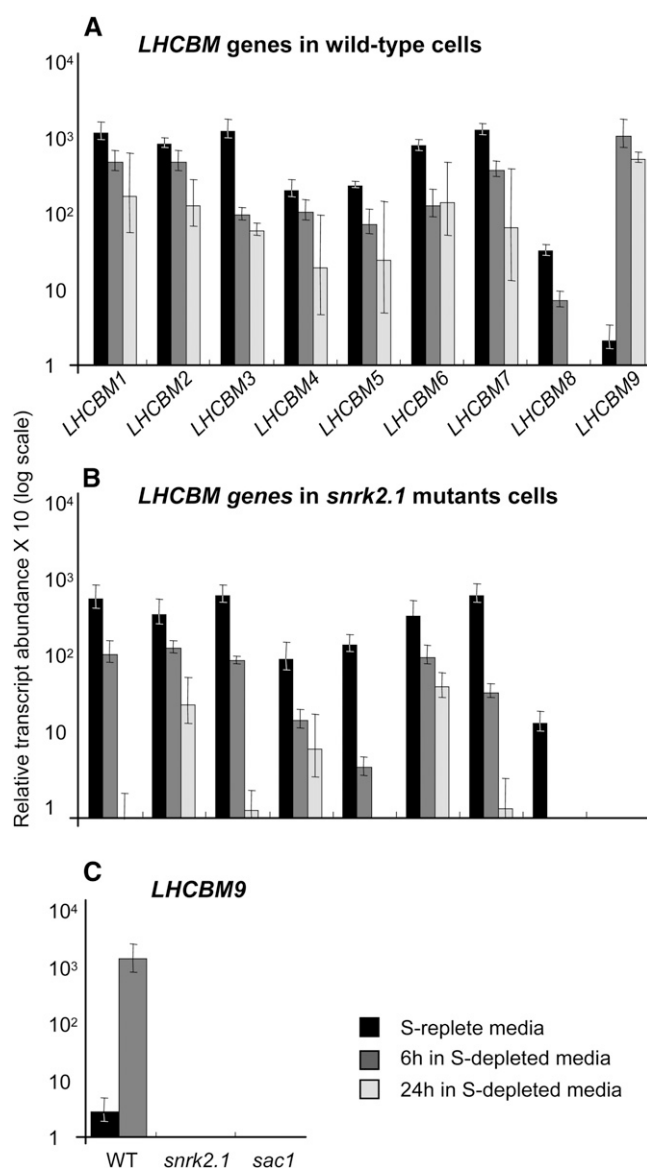 A
LHCBM genes in wild-type cells
10⁴
10³
10²
10
1
LHCBM1
LHCBM2
LHCBM3
LHCBM4
LHCBM5
LHCBM6
LHCBM7
LHCBM8
LHCBM9
Relative transcript abundance X 10 (log scale)
B
LHCBM genes in snrk2.1 mutants cells
10⁴
10³
10²
10
1
C
LHCBM9
10⁴
10³
10²
10
1
WT
snrk2.1
sac1
S-replete media
6h in S-depleted media
24h in S-depleted media